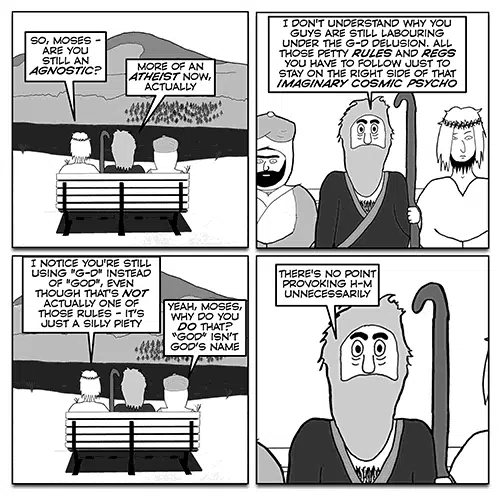 SO, MOSES -
ARE YOU
STILL AN
AGNOSTIC?
MORE OF AN
ATHEIST NOW,
ACTUALLY
I DON'T UNDERSTAND WHY YOU
GUYS ARE STILL LABOURING
UNDER THE G-D DELUSION. ALL
THOSE PETTY RULES AND REGS
YOU HAVE TO FOLLOW JUST TO
STAY ON THE RIGHT SIDE OF THAT
IMAGINARY COSMIC PSYCHO
I NOTICE YOU'RE STILL
USING "G-D" INSTEAD
OF "GOD", EVEN
THOUGH THAT'S NOT
ACTUALLY ONE OF
THOSE RULES - IT'S
JUST A SILLY PIETY
YEAH, MOSES,
WHY DO YOU
DO THAT?
"GOD" ISN'T
GOD'S NAME
THERE'S NO POINT
PROVOKING H-M
UNNECESSARILY